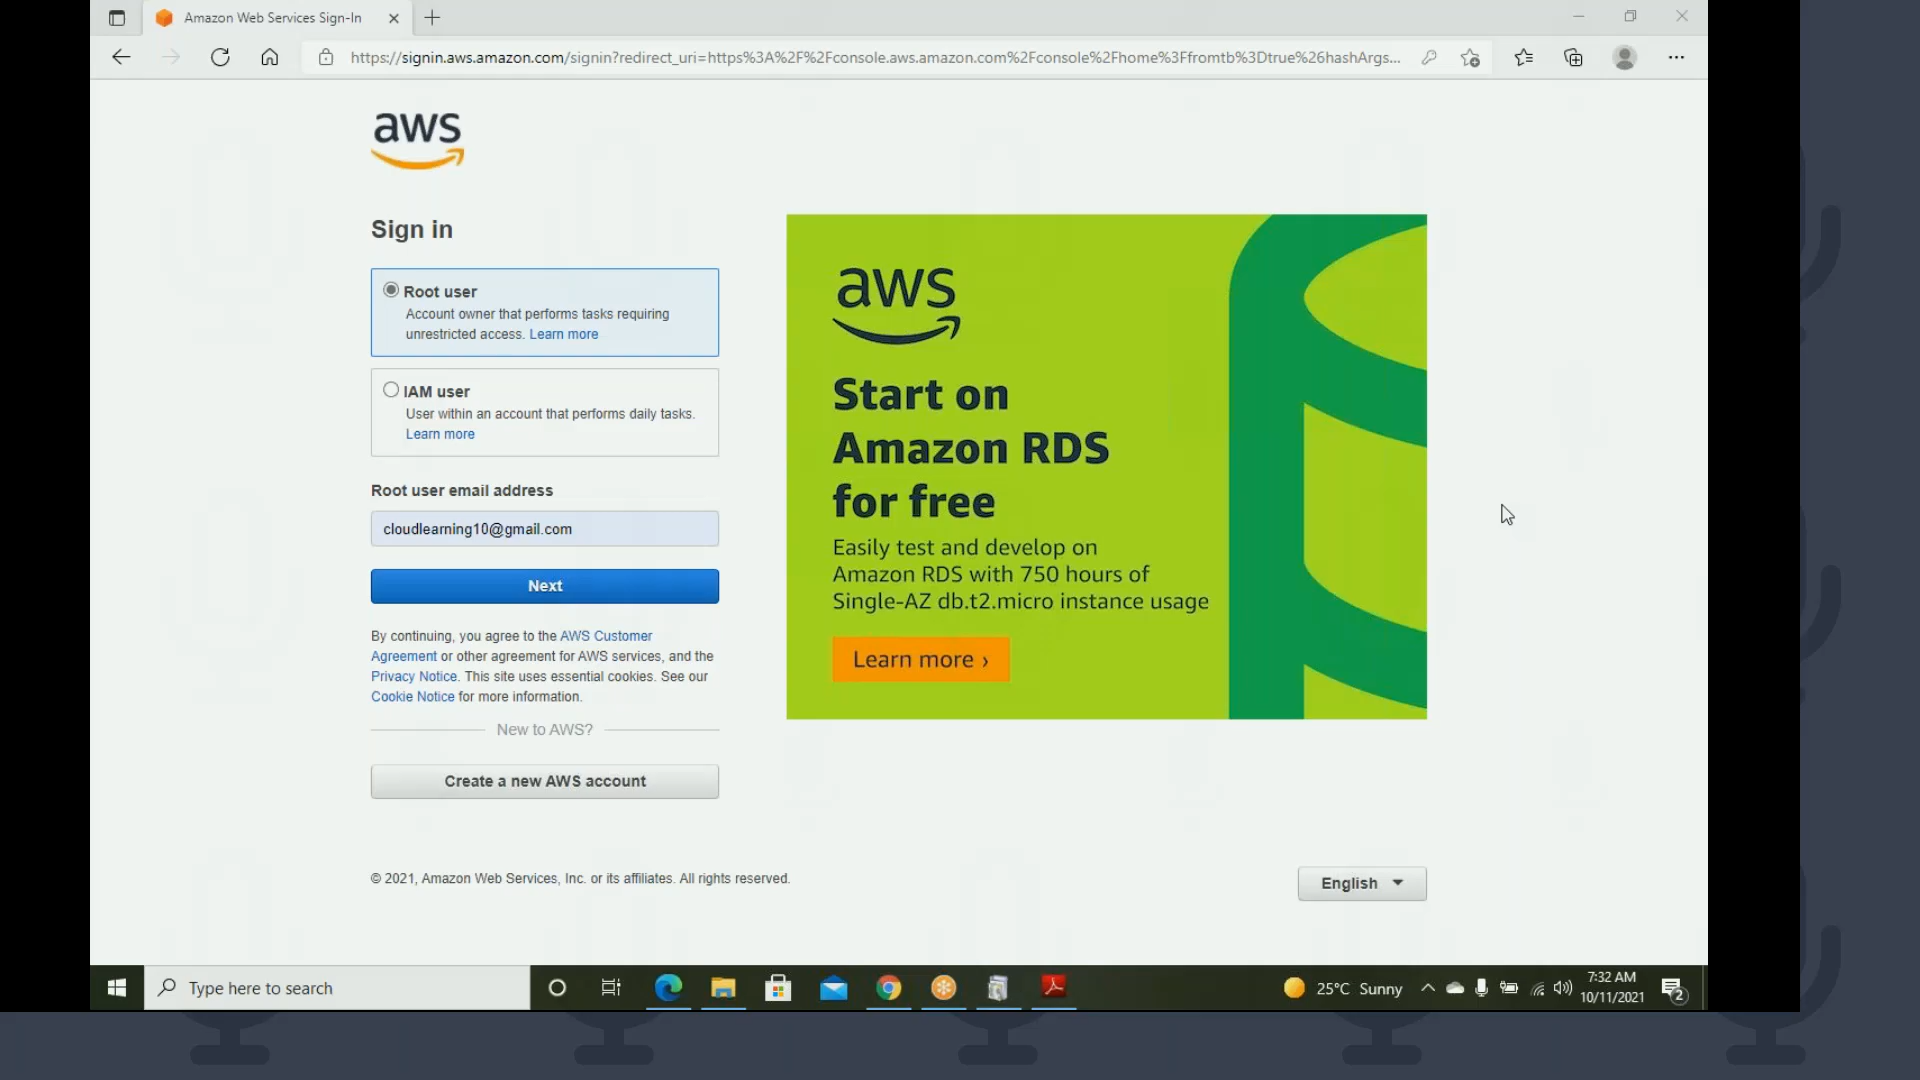 Amazon Web Services Sign-In
https://signin.aws.amazon.com/signin?redirect_uri=https%3A%2F%2Fconsole.aws.amazon.com%2Fconsole%2Fhome%3Ffromtb%3Dtrue%26hashArgs...
aws
Sign in
Root user
Account owner that performs tasks requiring
unrestricted access. Learn more
IAM user
User within an account that performs daily tasks.
Learn more
Root user email address
cloudlearning10@gmail.com
Next
By continuing, you agree to the AWS Customer
Agreement or other agreement for AWS services, and the
Privacy Notice. This site uses essential cookies. See our
Cookie Notice for more information.
New to AWS?
Create a new AWS account
aws
Start on
Amazon RDS
for free
Easily test and develop on
Amazon RDS with 750 hours of
Single-AZ db.t2.micro instance usage
Learn more ›
© 2021, Amazon Web Services, Inc. or its affiliates. All rights reserved.
English
Type here to search
25°C Sunny
7:32 AM
10/11/2021
2